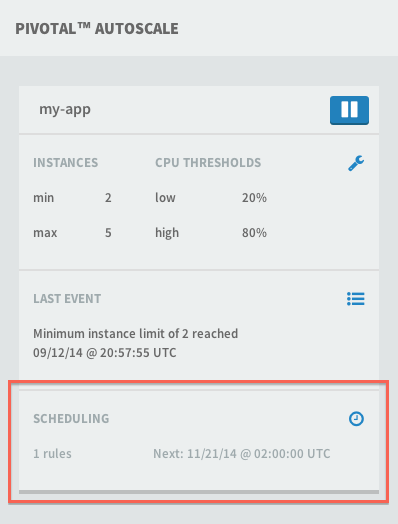 PIVOTAL™ AUTOSCALE
my-app
INSTANCES CPU THRESHOLDS
min 2 low 20%
max 5 high 80%
LAST EVENT
Minimum instance limit of 2 reached
09/12/14 @ 20:57:55 UTC
SCHEDULING
1 rules Next: 11/21/14 @ 02:00:00 UTC